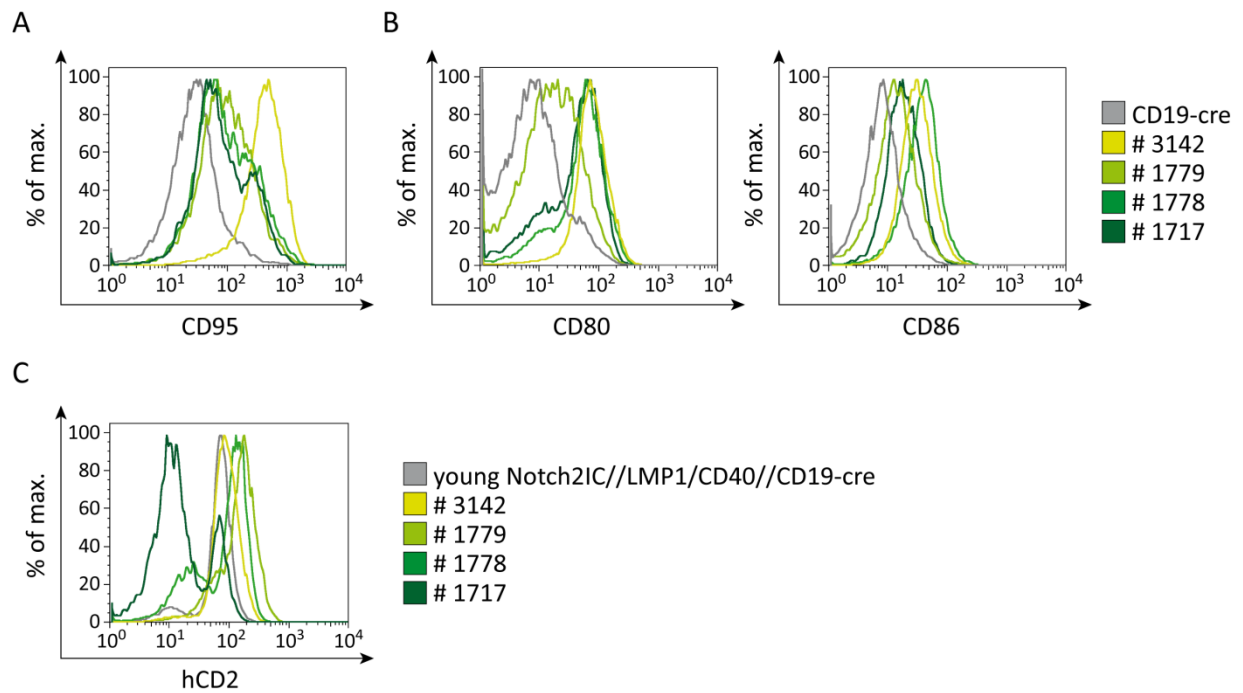 A
% of max.
100
80
60
40
20
0
10^0 10^1 10^2 10^3 10^4
CD95
B
% of max.
100
80
60
40
20
0
10^0 10^1 10^2 10^3 10^4
CD80
% of max.
100
80
60
40
20
0
10^0 10^1 10^2 10^3 10^4
CD86
CD19-cre
# 3142
# 1779
# 1778
# 1717
C
% of max.
100
80
60
40
20
0
10^0 10^1 10^2 10^3 10^4
hCD2
young Notch2IC//LMP1/CD40//CD19-cre
# 3142
# 1779
# 1778
# 1717